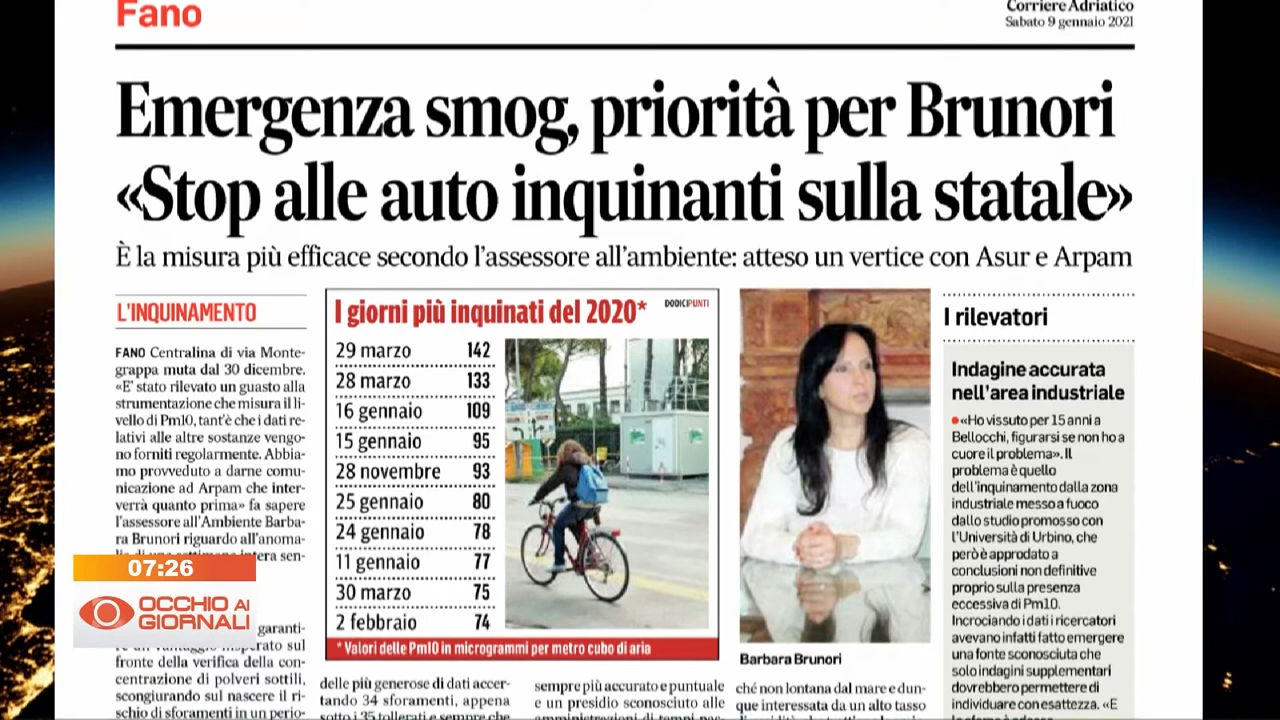 Fano
Corriere Adriatico
Sabato 9 gennaio 2021
Emergenza smog, priorità per Brunori
«Stop alle auto inquinanti sulla statale»
È la misura più efficace secondo l'assessore all'ambiente: atteso un vertice con Asur e Arpam
L'INQUINAMENTO
FANO Centralina di via Monte-
grappa muta dal 30 dicembre.
«E' stato rilevato un guasto alla
strumentazione che misura il li-
vello di Pm10, tant'è che i dati re-
lativi alle altre sostanze vengo-
no forniti regolarmente. Abbia-
mo provveduto a darne comu-
nicazione ad Arpam che inter-
verrà quanto prima» fa sapere
l'assessore all'Ambiente Barba-
ra Brunori riguardo all'anoma-
sen-
07:26
OCCHIO AI
GIORNALI
garanti-
sul
fronte della verifica della con-
centrazione di polveri sottili,
scongiurando sul nascere il ri-
schio di sforamenti in un perio-
I giorni più inquinati del 2020*
DODICIPUNTI
29 marzo 142
28 marzo 133
16 gennaio 109
15 gennaio 95
28 novembre 93
25 gennaio 80
24 gennaio 78
11 gennaio 77
30 marzo 75
2 febbraio 74
* Valori delle Pm10 in microgrammi per metro cubo di aria
delle più generose di dati accer-
tando 34 sforamenti, appena
sotto i 35 tollerati e sempre che
sempre più accurato e puntuale
e un presidio sconosciuto alle
Barbara Brunori
ché non lontana dal mare e dun-
que interessata da un alto tasso
I rilevatori
Indagine accurata
nell'area industriale
«Ho vissuto per 15 anni a
Bellocchi, figurarsi se non ho a
cuore il problema». Il
problema è quello
dell'inquinamento dalla zona
industriale messo a fuoco
dallo studio promosso con
l'Università di Urbino, che
però è approdato a
conclusioni non definitive
proprio sulla presenza
eccessiva di Pm10.
Incrociando i dati i ricercatori
avevano infatti fatto emergere
una fonte sconosciuta che
solo indagini supplementari
dovrebbero permettere di
individuare con esattezza. «E